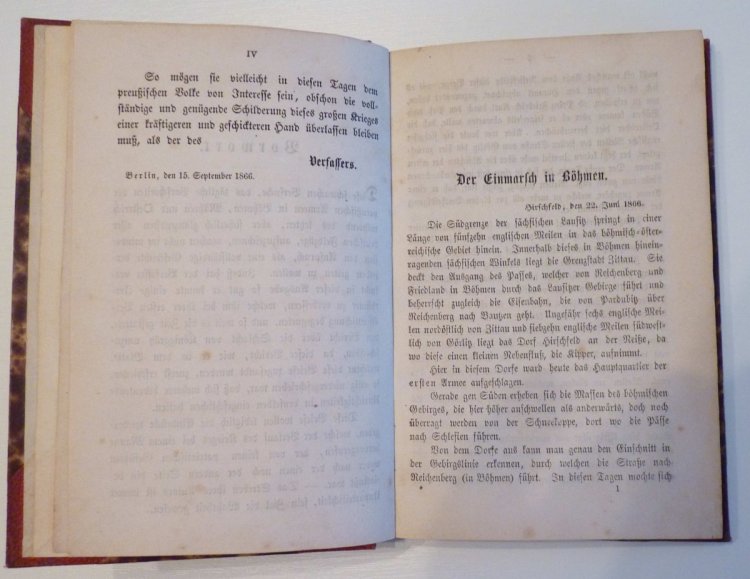 IV
So mögen sie vielleicht in diesen Tagen dem
preußischen Volke von Interesse sein, obschon die voll-
ständige und genügende Schilderung dieses großen Krieges
einer kräftigeren und geschickteren Hand überlassen bleiben
muß, als der des
Verfassers.
Berlin, den 15. September 1866.
Der Einmarsch in Böhmen.
Hirschfeld, den 22. Juni 1866.
Die Südgrenze der sächsischen Lausitz springt in einer
Länge von fünfzehn englischen Meilen in das böhmisch-öster-
reichische Gebiet hinein. Innerhalb dieses in Böhmen hinein-
ragenden sächsischen Winkels liegt die Grenzstadt Zittau. Sie
deckt den Ausgang des Passes, welcher von Reichenberg und
Friedland in Böhmen durch das Lausitzer Gebirge führt und
beherrscht zugleich die Eisenbahn, die von Pardubitz über
Reichenberg nach Bautzen geht. Ungefähr sechs englische Mei-
len nordöstlich von Zittau und siebzehn englische Meilen südwest-
lich von Görlitz liegt das Dorf Hirschfeld an der Neiße, da
wo diese einen kleinen Nebenfluß, die Kipper, aufnimmt.
Hier in diesem Dorfe ward heute das Hauptquartier der
ersten Armee aufgeschlagen.
Gerade gen Süden erheben sich die Massen des böhmischen
Gebirges, die hier höher anschwellen als anderwärts, doch noch
überragt werden von der Schneekoppe, dort wo die Pässe
nach Schlesien führen.
Von dem Dorfe aus kann man genau den Einschnitt in
der Gebirgslinie erkennen, durch welchen die Straße nach
Reichenberg (in Böhmen) führt. In diesen Tagen mochte sich
1